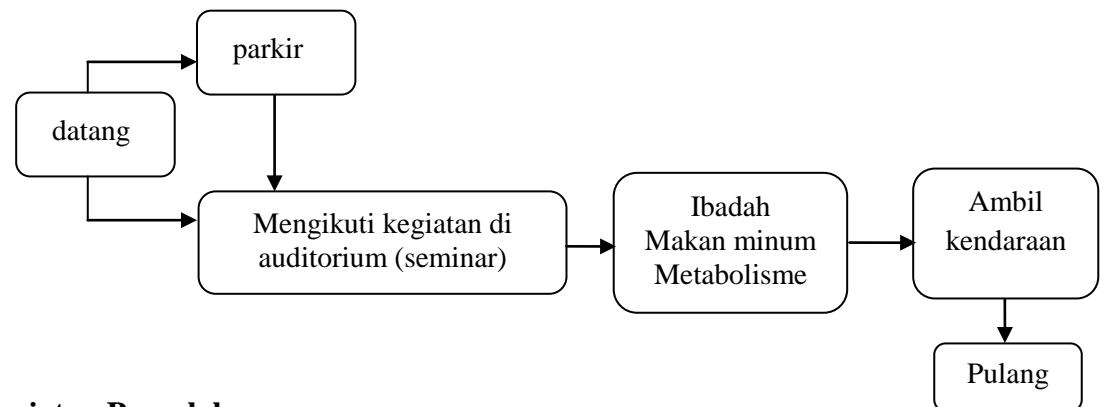 parkir
datang
Mengikuti kegiatan di
auditorium (seminar)
Ibadah
Makan minum
Metabolisme
Ambil
kendaraan
Pulang